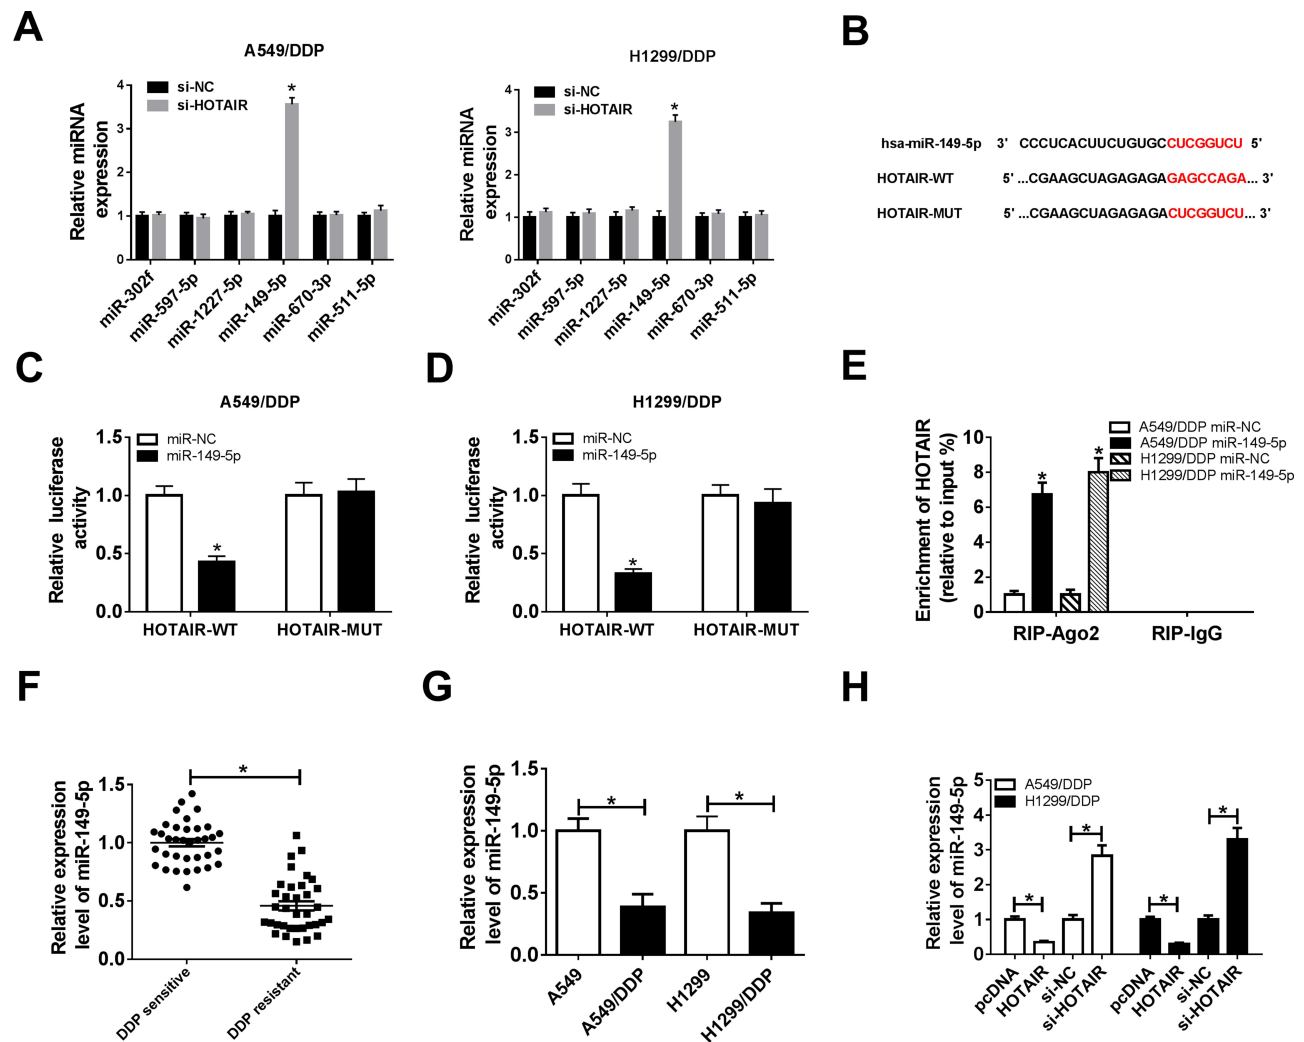 A
A549/DDP
si-NC
si-HOTAIR
Relative miRNA
expression
4
3
2
1
0
*
miR-302f
miR-597-5p
miR-1227-5p
miR-149-5p
miR-670-3p
miR-511-5p
H1299/DDP
si-NC
si-HOTAIR
Relative miRNA
expression
4
3
2
1
0
*
miR-302f
miR-597-5p
miR-1227-5p
miR-149-5p
miR-670-3p
miR-511-5p
B
hsa-miR-149-5p 3' CCCUCACUUCUGUGCCUCGGUCU 5'
HOTAIR-WT 5' ...CGAAGCUAGAGAGAGAGCCAGA... 3'
HOTAIR-MUT 5' ...CGAAGCUAGAGAGACUCGGUCU... 3'
C
A549/DDP
miR-NC
miR-149-5p
Relative luciferase
activity
1.5
1.0
0.5
0.0
*
HOTAIR-WT HOTAIR-MUT
D
H1299/DDP
miR-NC
miR-149-5p
Relative luciferase
activity
1.5
1.0
0.5
0.0
*
HOTAIR-WT HOTAIR-MUT
E
A549/DDP miR-NC
A549/DDP miR-149-5p
H1299/DDP miR-NC
H1299/DDP miR-149-5p
Enrichment of HOTAIR
(relative to input %)
10
8
6
4
2
0
* *
RIP-Ago2 RIP-IgG
F
Relative expression
level of miR-149-5p
1.5
1.0
0.5
0.0
*
DDP sensitive
DDP resistant
G
Relative expression
level of miR-149-5p
1.5
1.0
0.5
0.0
* *
A549
A549/DDP
H1299
H1299/DDP
H
A549/DDP
H1299/DDP
Relative expression
level of miR-149-5p
5
4
3
2
1
0
* * * *
pcDNA
HOTAIR
si-NC
si-HOTAIR
pcDNA
HOTAIR
si-NC
si-HOTAIR